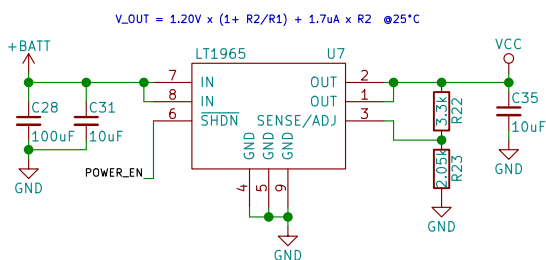 V_OUT = 1.20V x (1+ R2/R1) + 1.7uA x R2 @25°C
+BATT
LT1965 U7
VCC
7 IN OUT 2
8 IN OUT 1
6 SHDN SENSE/ADJ 3
C28
100uF
C31
10uF
3.3k
R22
C35
10uF
POWER_EN
GND
GND
GND
4
5
9
2.05k
R23
GND
GND
GND
GND